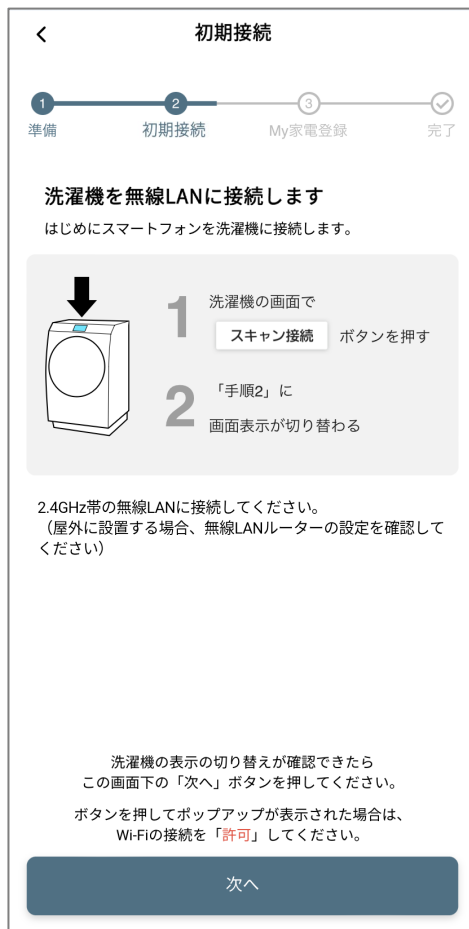 初期接続
1
2
3
準備
初期接続
My家電登録
完了
洗濯機を無線LANに接続します
はじめにスマートフォンを洗濯機に接続します。
1
洗濯機の画面で
スキャン接続 ボタンを押す
2
「手順2」に
画面表示が切り替わる
2.4GHz帯の無線LANに接続してください。
（屋外に設置する場合、無線LANルーターの設定を確認して
ください）
洗濯機の表示の切り替えが確認できたら
この画面下の「次へ」ボタンを押してください。
ボタンを押してポップアップが表示された場合は、
Wi-Fiの接続を「許可」してください。
次へ